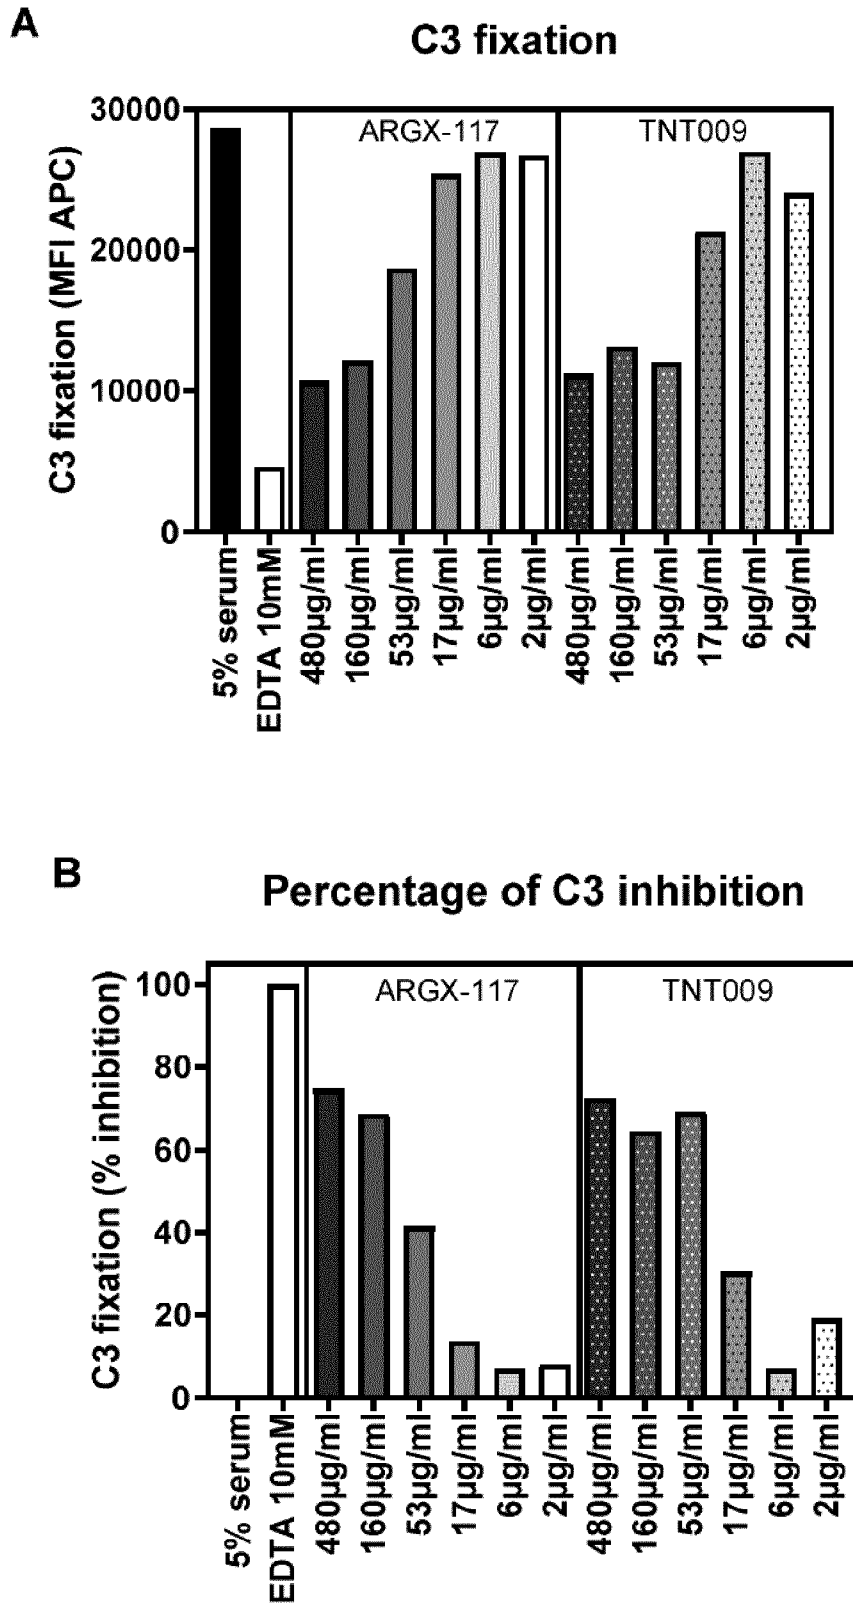 A
C3 fixation
C3 fixation (MFI APC)
30000
20000
10000
0
ARGX-117
TNT009
5% serum
EDTA 10mM
480µg/ml
160µg/ml
53µg/ml
17µg/ml
6µg/ml
2µg/ml
480µg/ml
160µg/ml
53µg/ml
17µg/ml
6µg/ml
2µg/ml
B
Percentage of C3 inhibition
C3 fixation (% inhibition)
100
80
60
40
20
0
ARGX-117
TNT009
5% serum
EDTA 10mM
480µg/ml
160µg/ml
53µg/ml
17µg/ml
6µg/ml
2µg/ml
480µg/ml
160µg/ml
53µg/ml
17µg/ml
6µg/ml
2µg/ml